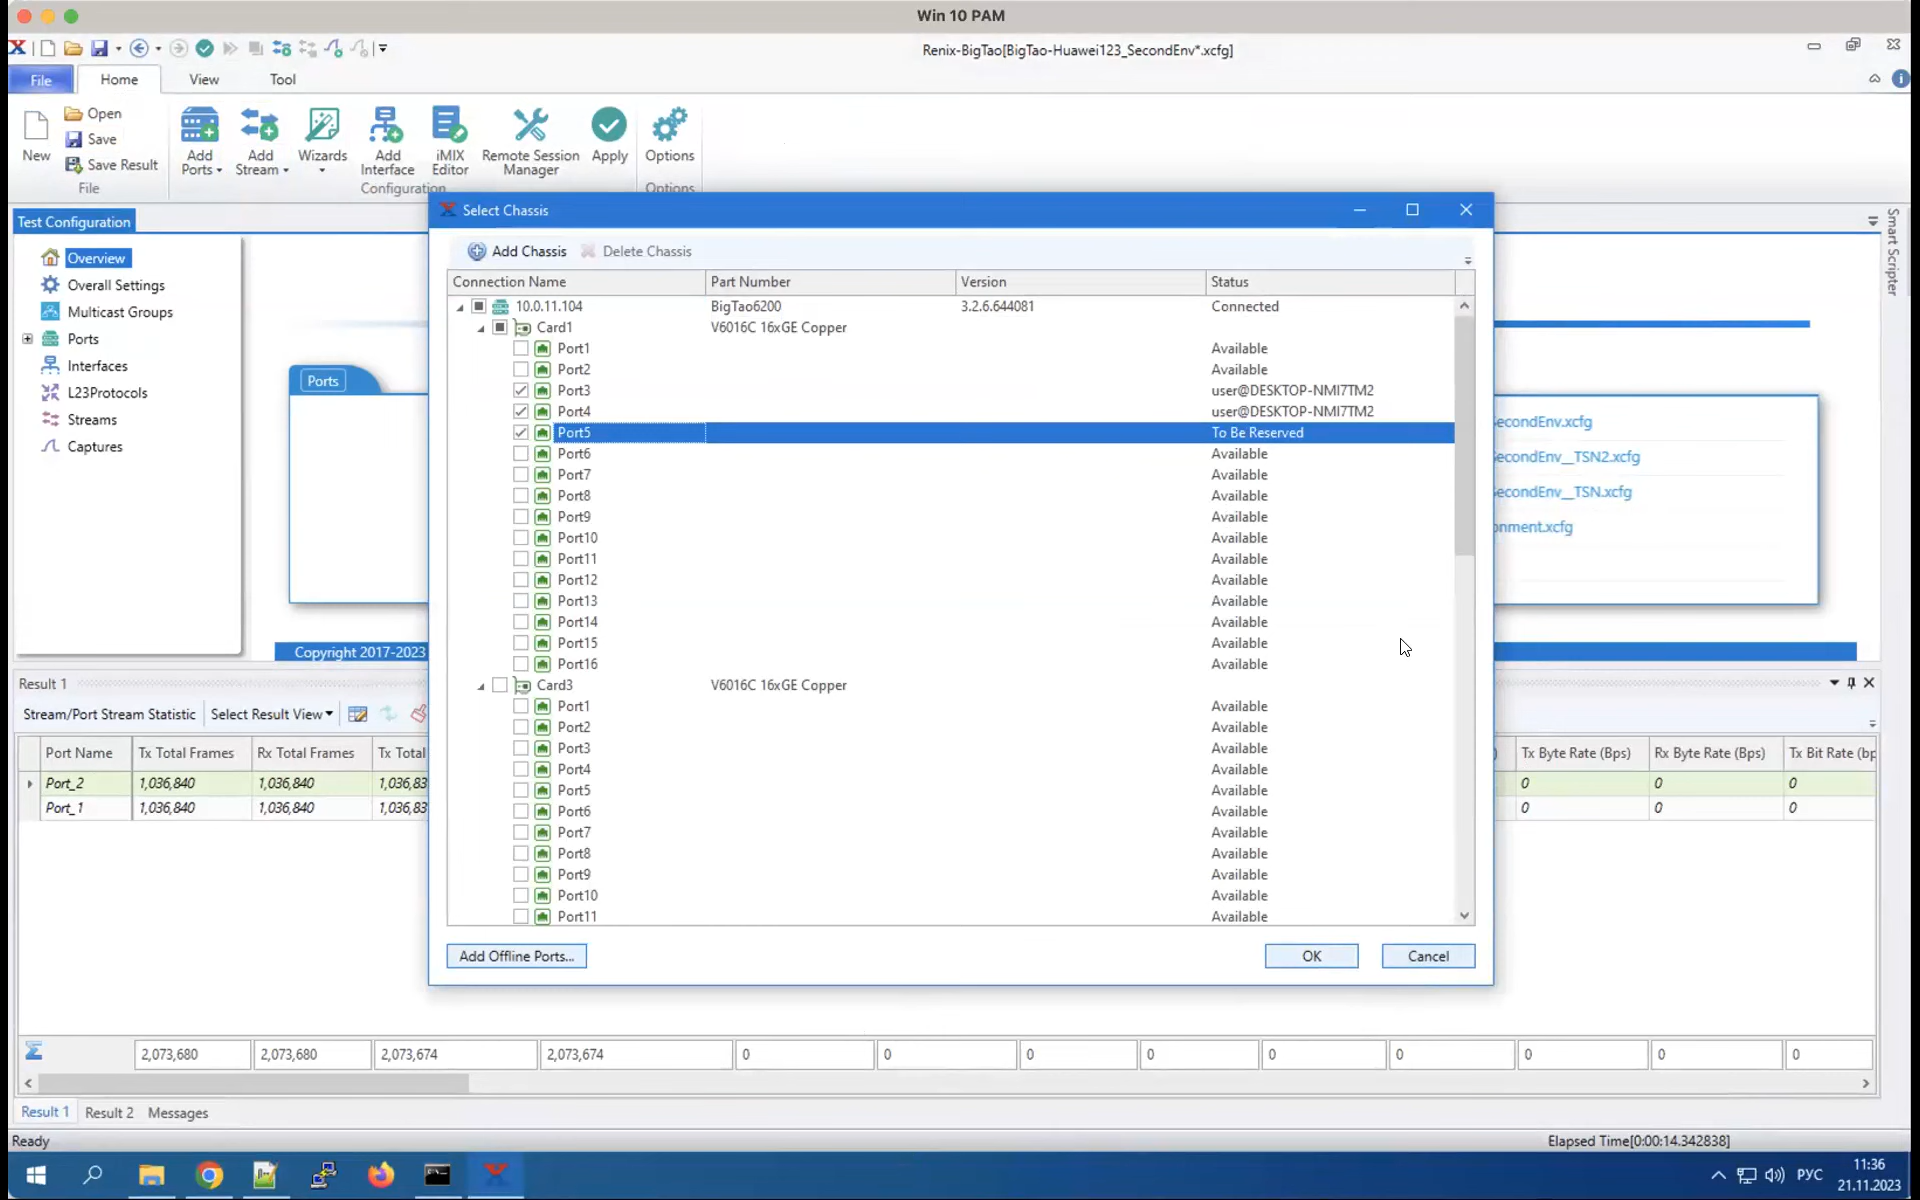 Win 10 PAM
Renix-BigTao[BigTao-Huawei123_SecondEnv*.xcfg]
File Home View Tool
New
Open
Save
Save Result
File
Add Ports
Add Stream
Wizards
Add Interface
iMIX Editor
Remote Session Manager
Apply
Configuration
Options
Options
Test Configuration
Overview
Overall Settings
Multicast Groups
Ports
Interfaces
L23Protocols
Streams
Captures
Ports
Copyright 2017-2023
Smart Scripter
Select Chassis
Add Chassis Delete Chassis
Connection Name Part Number Version Status
10.0.11.104 BigTao6200 3.2.6.644081 Connected
Card1 V6016C 16xGE Copper
Port1 Available
Port2 Available
Port3 user@DESKTOP-NMI7TM2
Port4 user@DESKTOP-NMI7TM2
Port5 To Be Reserved
Port6 Available
Port7 Available
Port8 Available
Port9 Available
Port10 Available
Port11 Available
Port12 Available
Port13 Available
Port14 Available
Port15 Available
Port16 Available
Card3 V6016C 16xGE Copper
Port1 Available
Port2 Available
Port3 Available
Port4 Available
Port5 Available
Port6 Available
Port7 Available
Port8 Available
Port9 Available
Port10 Available
Port11 Available
Add Offline Ports... OK Cancel
SecondEnv.xcfg
SecondEnv__TSN2.xcfg
SecondEnv__TSN.xcfg
onment.xcfg
Result 1
Stream/Port Stream Statistic Select Result View
Port Name Tx Total Frames Rx Total Frames Tx Total ) Tx Byte Rate (Bps) Rx Byte Rate (Bps) Tx Bit Rate (bp
Port_2 1,036,840 1,036,840 1,036,83 0 0 0
Port_1 1,036,840 1,036,840 1,036,83 0 0 0
2,073,680 2,073,680 2,073,674 2,073,674 0 0 0 0 0 0 0 0 0
Result 1 Result 2 Messages
Ready Elapsed Time[0:00:14.342838]
РУС
11:36
21.11.2023